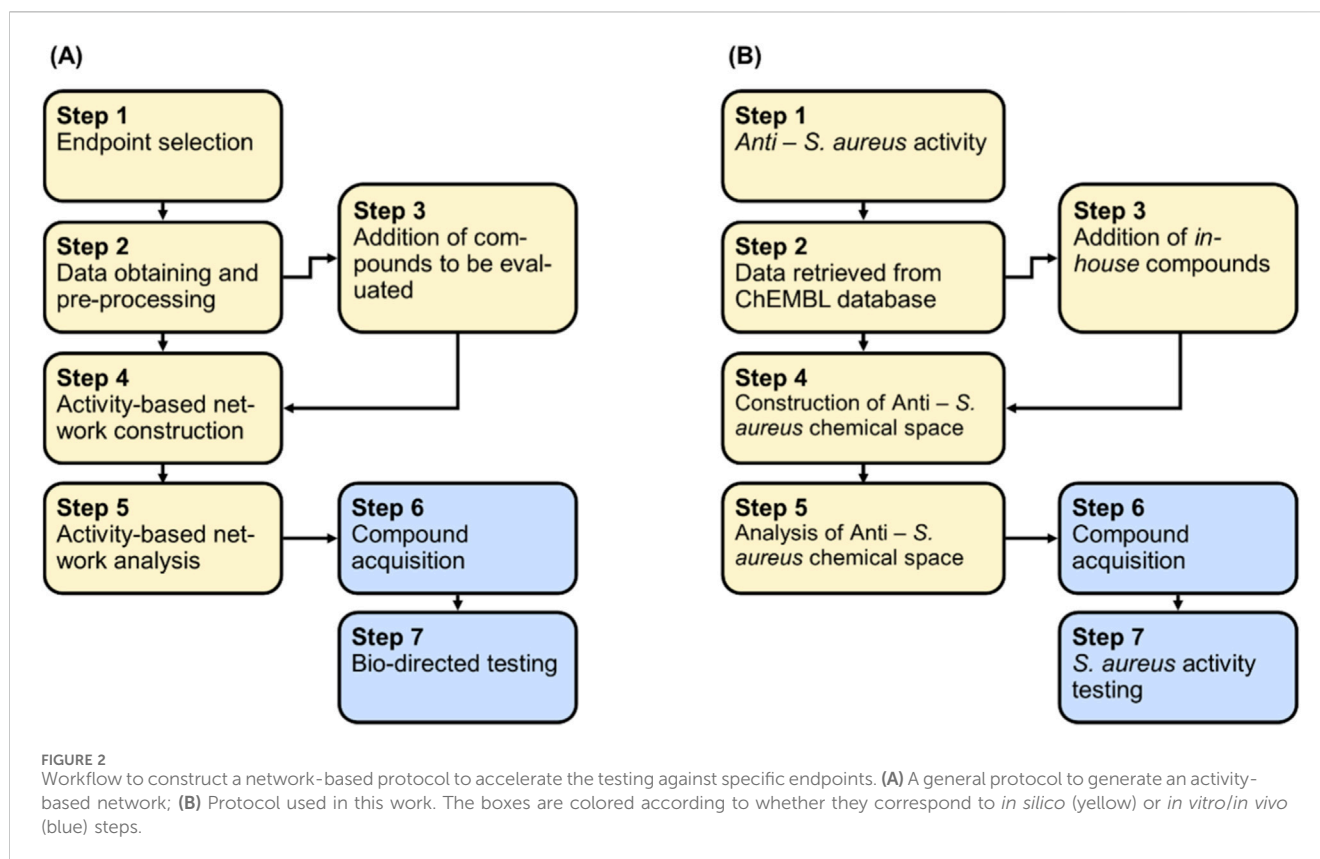 (A)
Step 1
Endpoint selection
Step 2
Data obtaining and
pre-processing
Step 3
Addition of com-
pounds to be eval-
uated
Step 4
Activity-based net-
work construction
Step 5
Activity-based net-
work analysis
Step 6
Compound
acquisition
Step 7
Bio-directed testing
(B)
Step 1
Anti – S. aureus activity
Step 2
Data retrieved from
ChEMBL database
Step 3
Addition of in-
house compounds
Step 4
Construction of Anti – S.
aureus chemical space
Step 5
Analysis of Anti – S.
aureus chemical space
Step 6
Compound
acquisition
Step 7
S. aureus activity
testing
FIGURE 2
Workflow to construct a network-based protocol to accelerate the testing against specific endpoints. (A) A general protocol to generate an activity-
based network; (B) Protocol used in this work. The boxes are colored according to whether they correspond to in silico (yellow) or in vitro/in vivo
(blue) steps.